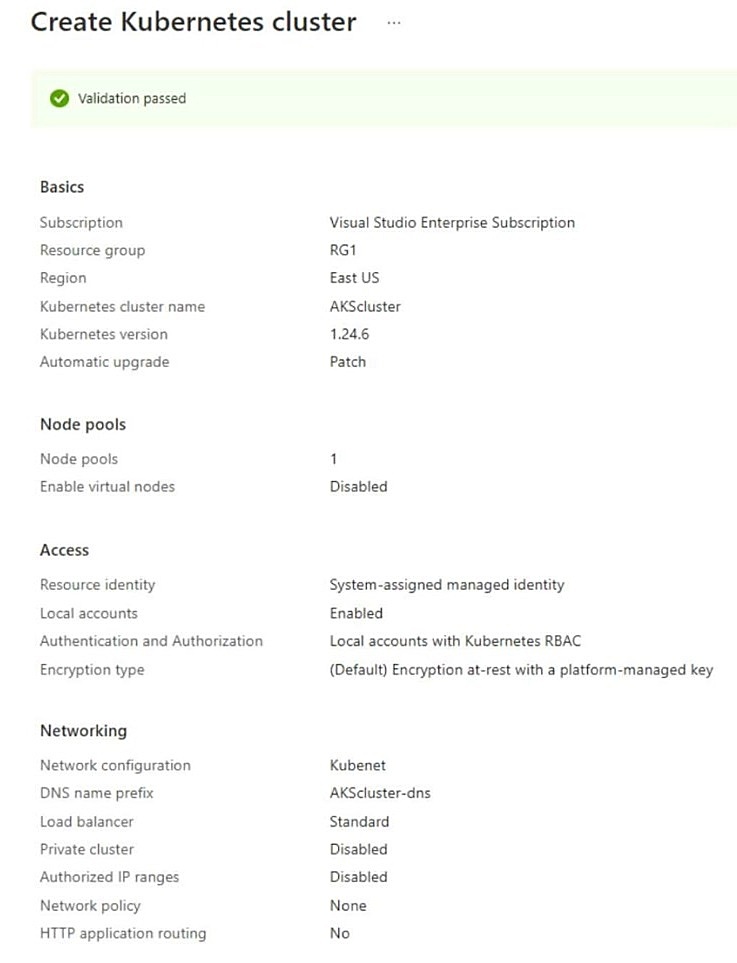 Create Kubernetes cluster ...
Validation passed
Basics
Subscription Visual Studio Enterprise Subscription
Resource group RG1
Region East US
Kubernetes cluster name AKScluster
Kubernetes version 1.24.6
Automatic upgrade Patch
Node pools
Node pools 1
Enable virtual nodes Disabled
Access
Resource identity System-assigned managed identity
Local accounts Enabled
Authentication and Authorization Local accounts with Kubernetes RBAC
Encryption type (Default) Encryption at-rest with a platform-managed key
Networking
Network configuration Kubenet
DNS name prefix AKScluster-dns
Load balancer Standard
Private cluster Disabled
Authorized IP ranges Disabled
Network policy None
HTTP application routing No